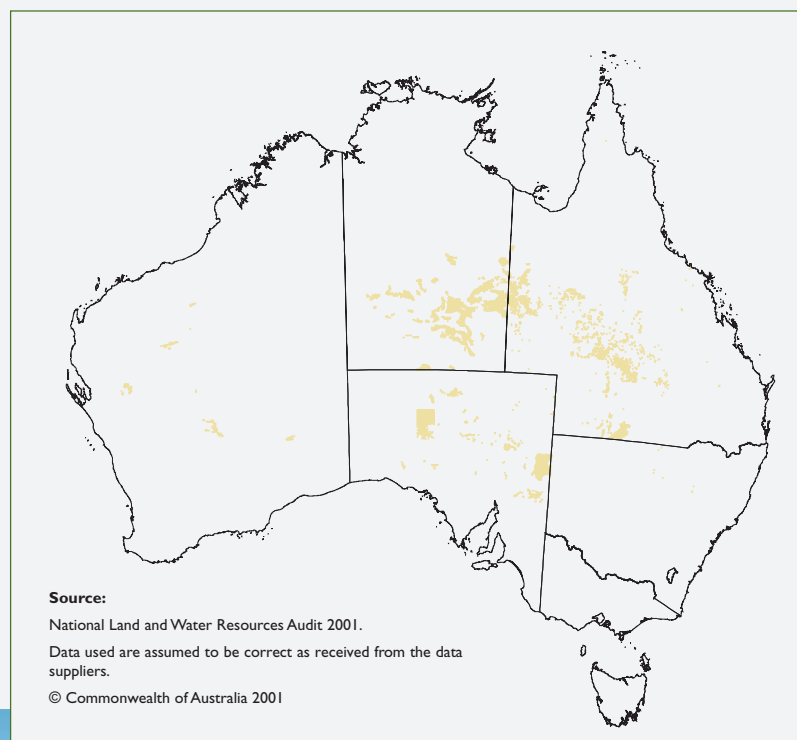 Source:
National Land and Water Resources Audit 2001.
Data used are assumed to be correct as received from the data
suppliers.
© Commonwealth of Australia 2001